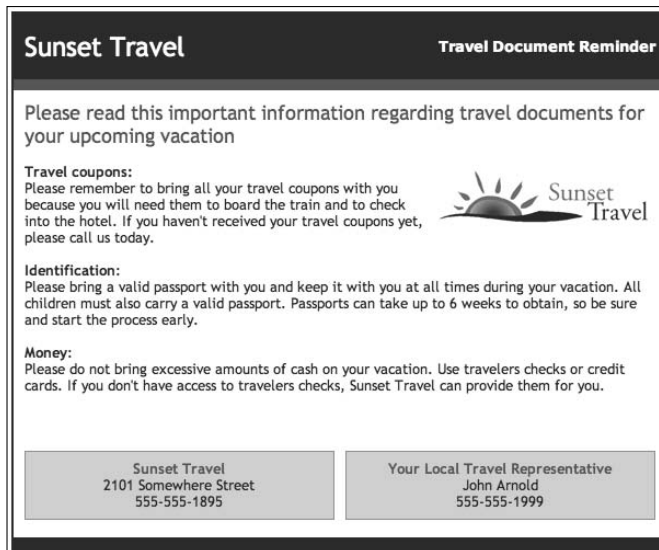 Sunset Travel
Travel Document Reminder
Please read this important information regarding travel documents for
your upcoming vacation
Travel coupons:
Please remember to bring all your travel coupons with you
because you will need them to board the train and to check
into the hotel. If you haven't received your travel coupons yet,
please call us today.
Sunset
Travel
Identification:
Please bring a valid passport with you and keep it with you at all times during your vacation. All
children must also carry a valid passport. Passports can take up to 6 weeks to obtain, so be sure
and start the process early.
Money:
Please do not bring excessive amounts of cash on your vacation. Use travelers checks or credit
cards. If you don't have access to travelers checks, Sunset Travel can provide them for you.
Sunset Travel
2101 Somewhere Street
555-555-1895
Your Local Travel Representative
John Arnold
555-555-1999